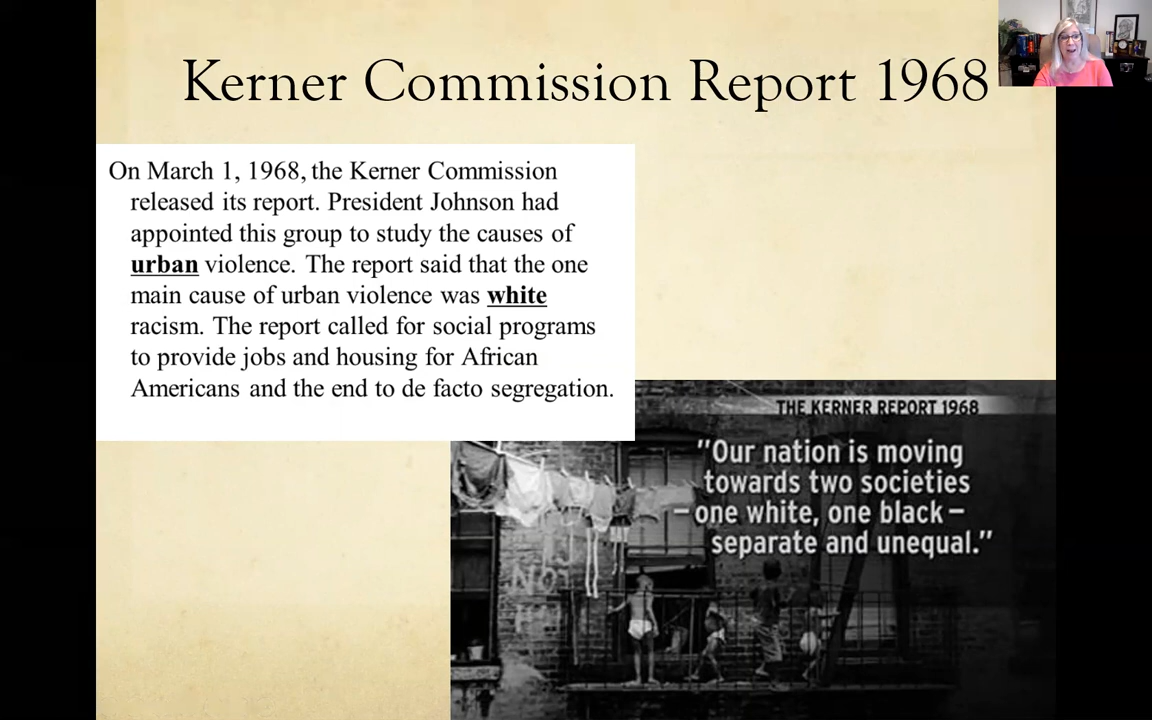 Kerner Commission Report 1968
On March 1, 1968, the Kerner Commission
released its report. President Johnson had
appointed this group to study the causes of
urban violence. The report said that the one
main cause of urban violence was white
racism. The report called for social programs
to provide jobs and housing for African
Americans and the end to de facto segregation.
THE KERNER REPORT 1968
"Our nation is moving
towards two societies
– one white, one black –
separate and unequal."